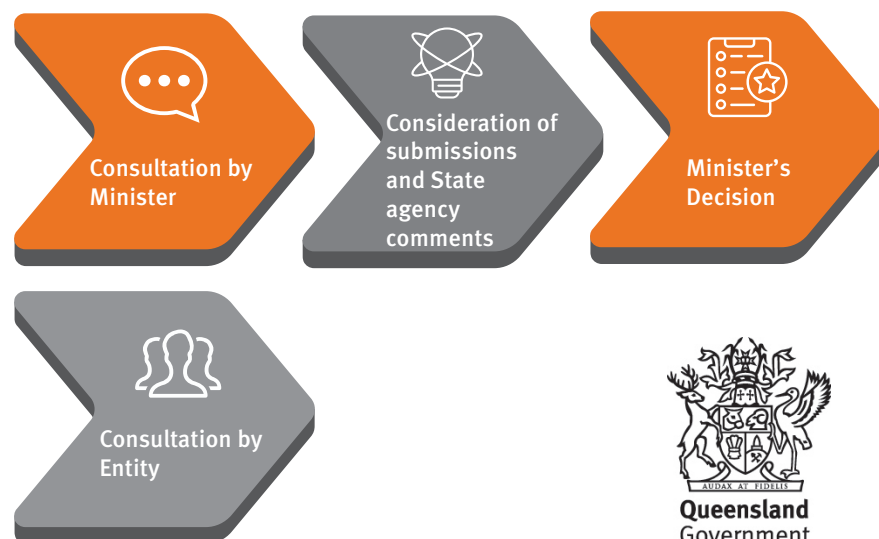 Consultation by
Minister
Consideration of
submissions
and State
agency
comments
Minister's
Decision
Consultation by
Entity
AUDAX AT FIDELIS
Queensland
Government